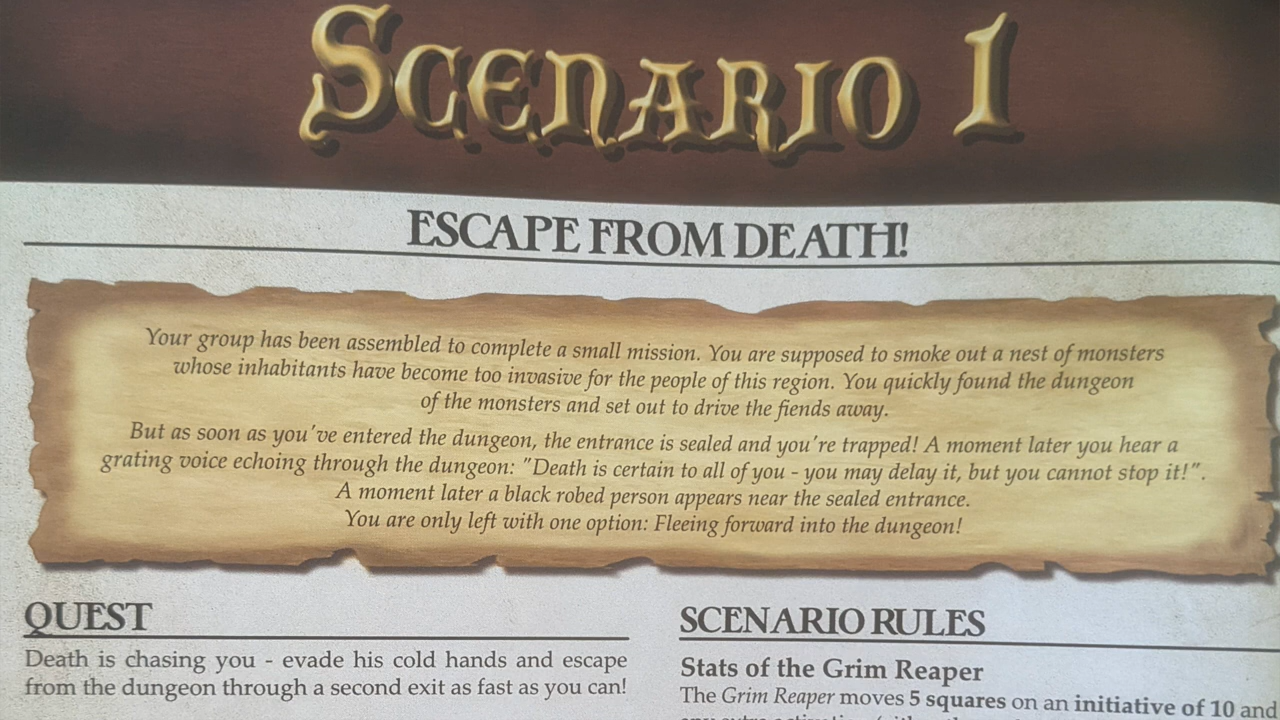 SCENARIO 1
ESCAPE FROM DEATH!
Your group has been assembled to complete a small mission. You are supposed to smoke out a nest of monsters
whose inhabitants have become too invasive for the people of this region. You quickly found the dungeon
of the monsters and set out to drive the fiends away.
But as soon as you've entered the dungeon, the entrance is sealed and you're trapped! A moment later you hear a
grating voice echoing through the dungeon: "Death is certain to all of you - you may delay it, but you cannot stop it!".
A moment later a black robed person appears near the sealed entrance.
You are only left with one option: Fleeing forward into the dungeon!
QUEST
Death is chasing you - evade his cold hands and escape
from the dungeon through a second exit as fast as you can!
SCENARIO RULES
Stats of the Grim Reaper
The Grim Reaper moves 5 squares on an initiative of 10 and